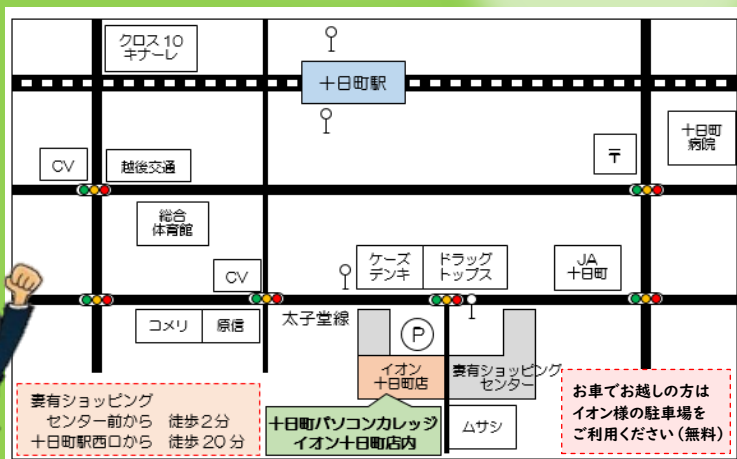 クロス10
キナーレ
十日町駅
十日町
病院
〒
CV
越後交通
総合
体育館
ケーズ
デンキ
ドラッグ
トップス
JA
十日町
CV
コメリ
原信
太子堂線
P
イオン
十日町店
妻有ショッピング
センター
ムサシ
十日町パソコンカレッジ
イオン十日町店内
妻有ショッピング
センター前から 徒歩2分
十日町駅西口から 徒歩20分
お車でお越しの方は
イオン様の駐車場を
ご利用ください(無料)